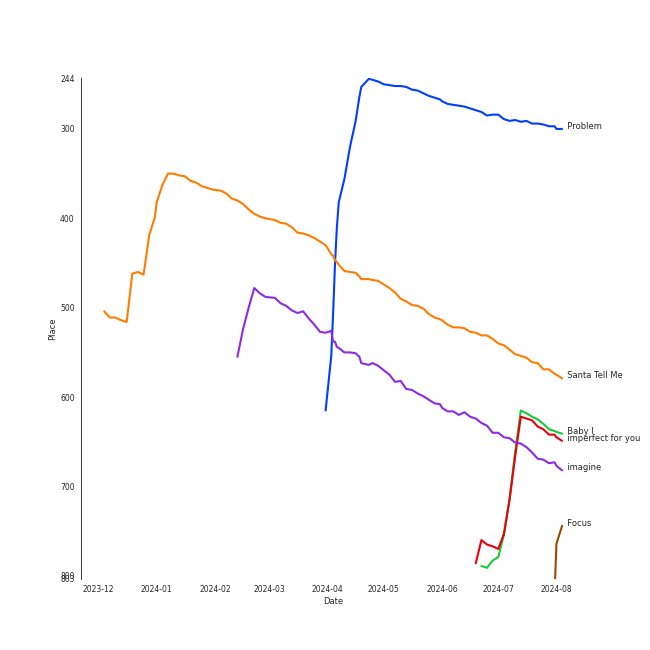 244
300
400
500
600
700
800
803
Place
Problem
Santa Tell Me
Baby I
imperfect for you
imagine
Focus
2023-12 2024-01 2024-02 2024-03 2024-04 2024-05 2024-06 2024-07 2024-08
Date